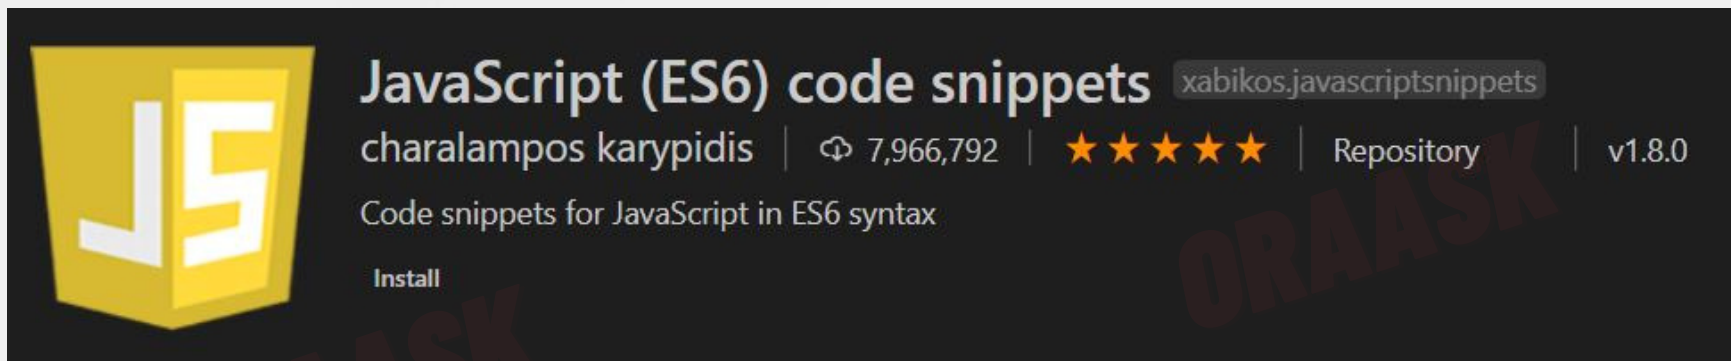 JS
JavaScript (ES6) code snippets xabikos.javascriptsnippets
charalampos karypidis 7,966,792 Repository v1.8.0
Code snippets for JavaScript in ES6 syntax
ORAASK
Install
AASK